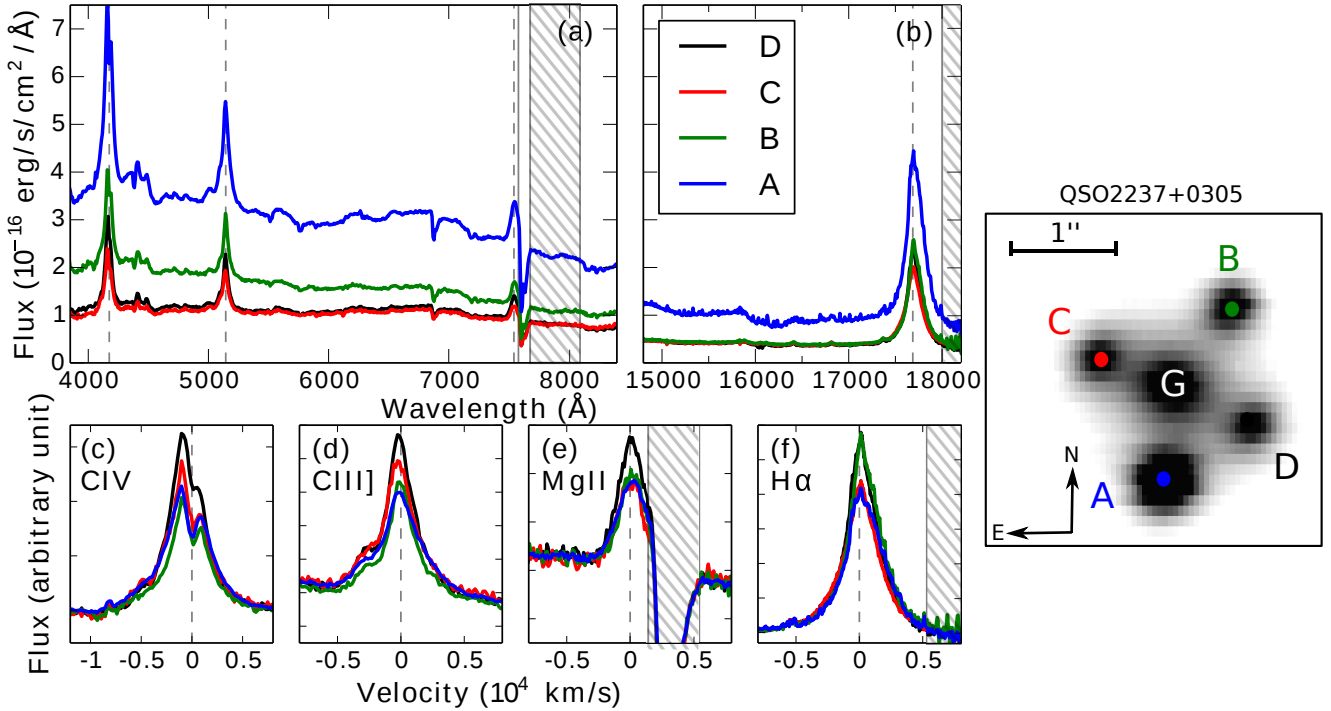 7
6
5
4
3
2
1
0
Flux (10⁻¹⁶ erg/s/cm²/Å)
(a)
4000 5000 6000 7000 8000
(b)
D
C
B
A
15000 16000 17000 18000
Wavelength (Å)
(c)
CIV
-1 -0.5 0 0.5
(d)
CIII]
-0.5 0 0.5
(e)
MgII
-0.5 0 0.5
(f)
Hα
-0.5 0 0.5
Flux (arbitrary unit)
Velocity (10⁴ km/s)
QSO2237+0305
1''
B
C
G
D
A
N
E